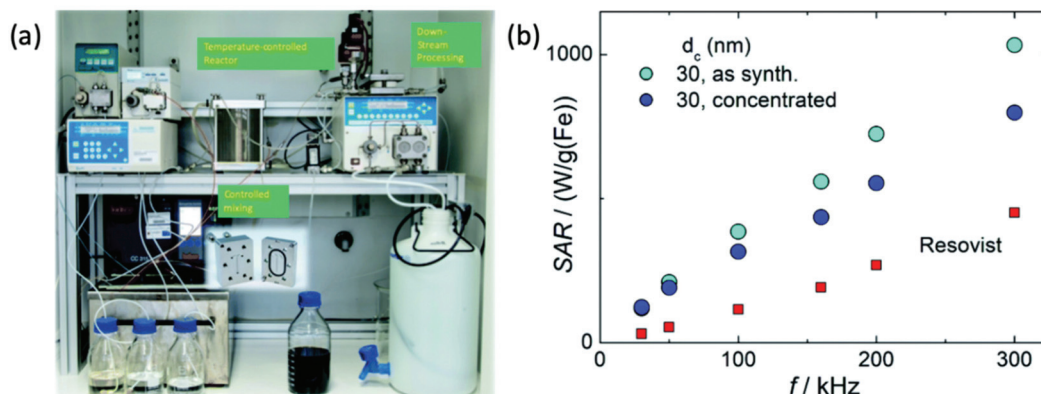 (a)
Temperature-controlled
Reactor
Down-
Stream
Processing
Controlled
mixing
(b)
1000
0
SAR / (W/g(Fe))
d_c (nm)
30, as synth.
30, concentrated
Resovist
0
100
200
300
f / kHz